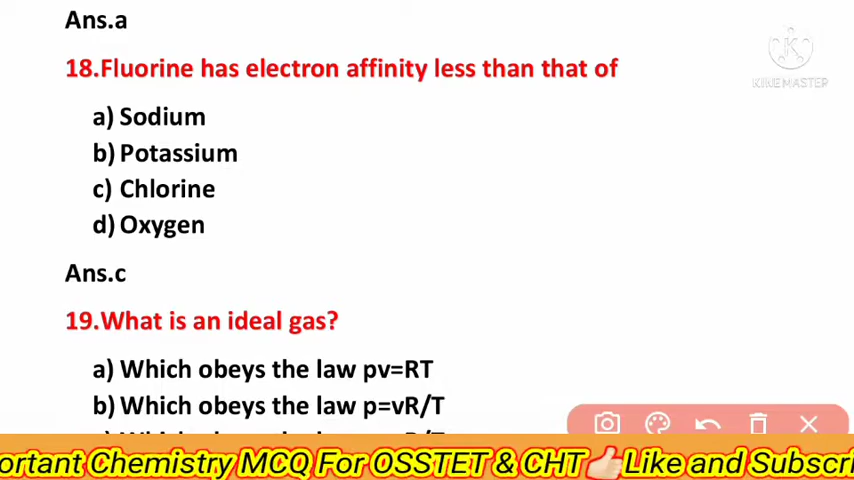 Ans.a
KINEMASTER
18.Fluorine has electron affinity less than that of
a) Sodium
b) Potassium
c) Chlorine
d) Oxygen
Ans.c
19.What is an ideal gas?
a) Which obeys the law pv=RT
b) Which obeys the law p=vR/T
ortant Chemistry MCQ For OSSTET & CHT👍Like and Subscri